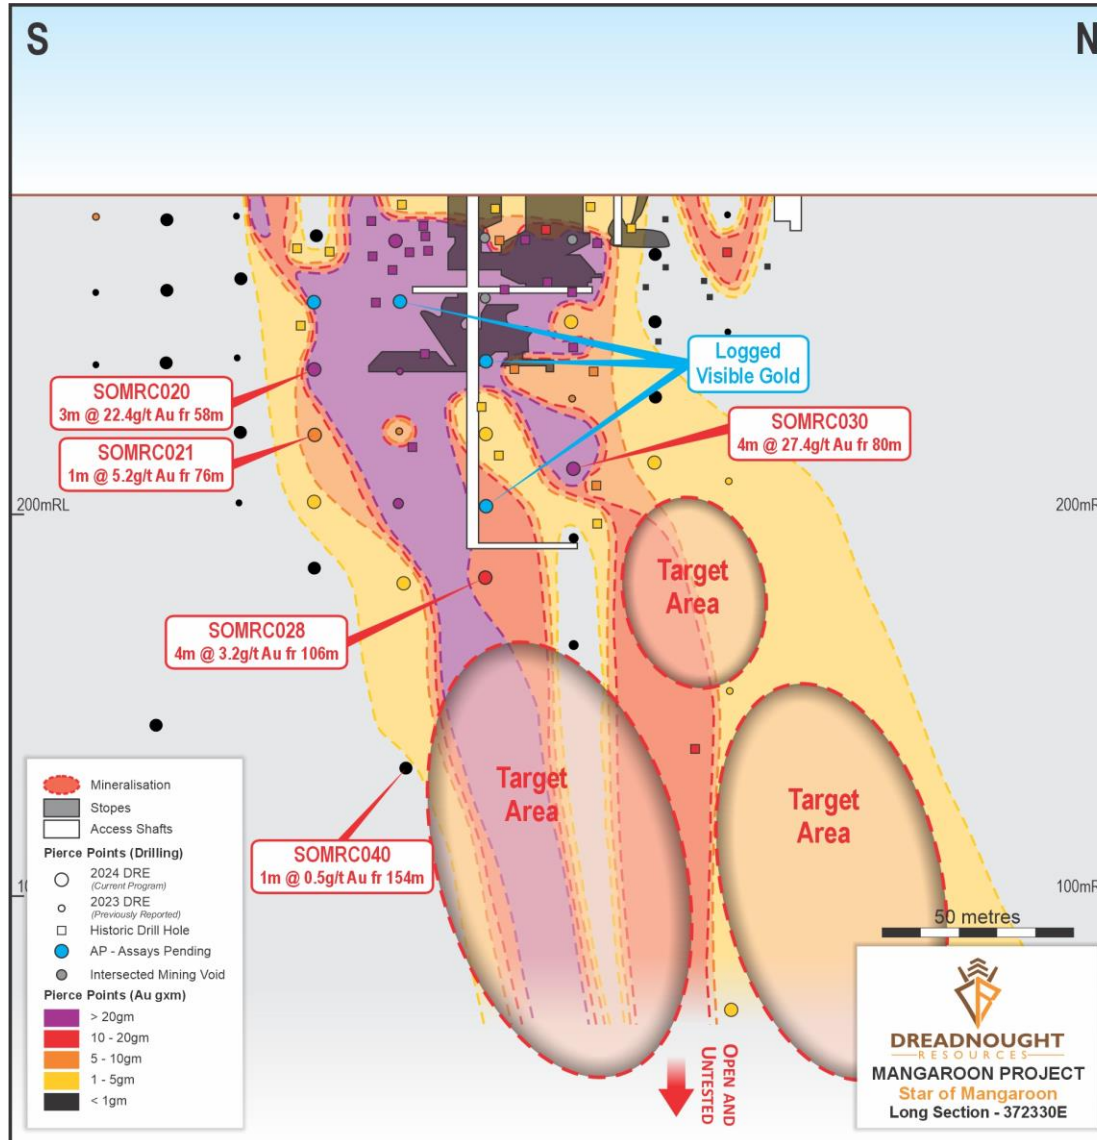 S
N
Logged
Visible Gold
SOMRC020
3m @ 22.4g/t Au fr 58m
SOMRC030
4m @ 27.4g/t Au fr 80m
SOMRC021
1m @ 5.2g/t Au fr 76m
200mRL
200mR
Target
Area
SOMRC028
4m @ 3.2g/t Au fr 106m
Target
Area
Target
Area
SOMRC040
1m @ 0.5g/t Au fr 154m
10
100mR
Mineralisation
Stopes
Access Shafts
Pierce Points (Drilling)
2024 DRE
(Current Program)
2023 DRE
(Previously Reported)
Historic Drill Hole
AP - Assays Pending
Intersected Mining Void
Pierce Points (Au gxm)
> 20gm
10 - 20gm
5 - 10gm
1 - 5gm
< 1gm
OPEN AND
UNTESTED
50 metres
DREADNOUGHT
RESOURCES
MANGAROON PROJECT
Star of Mangaroon
Long Section - 372330E